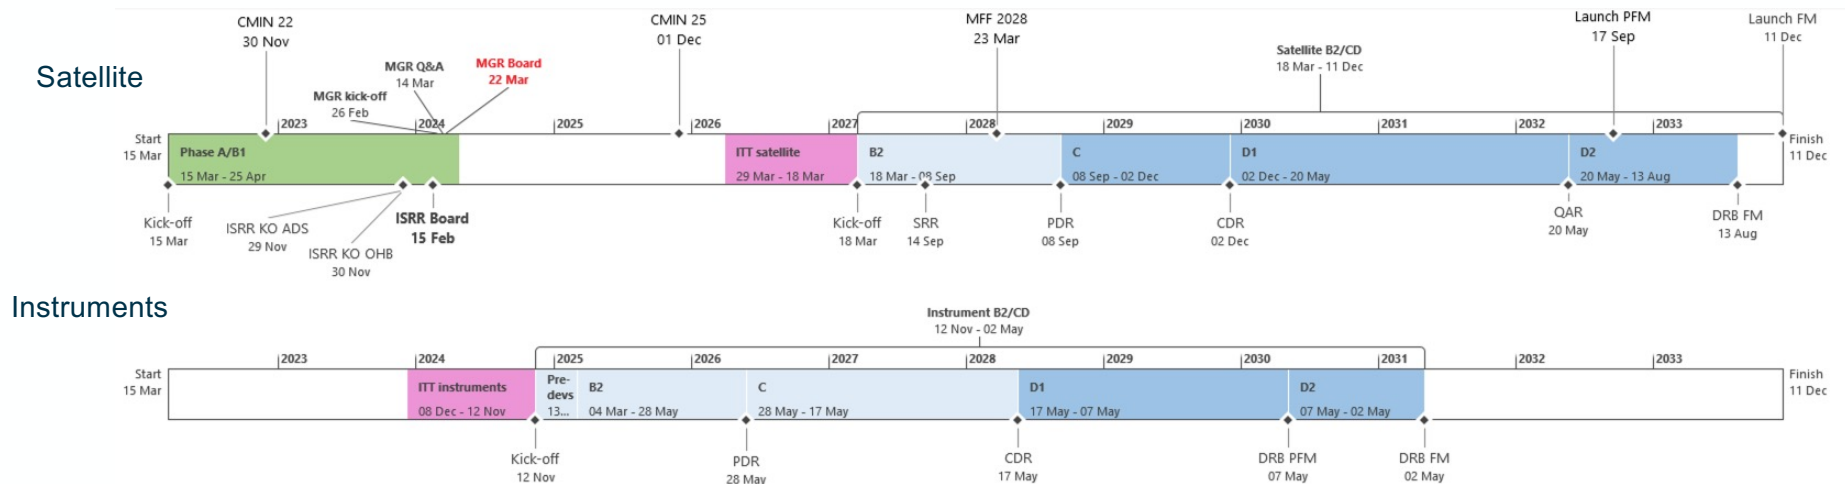 CMIN 22
30 Nov
CMIN 25
01 Dec
MFF 2028
23 Mar
Launch PFM
17 Sep
Launch FM
11 Dec
Satellite
MGR kick-off
26 Feb
MGR Q&A
14 Mar
MGR Board
22 Mar
Satellite B2/CD
18 Mar - 11 Dec
2023
2024
2025
2026
2027
2028
2029
2030
2031
2032
2033
Start
15 Mar
Phase A/B1
15 Mar - 25 Apr
ITT satellite
29 Mar - 18 Mar
B2
18 Mar - 08 Sep
C
08 Sep - 02 Dec
D1
02 Dec - 20 May
D2
20 May - 13 Aug
Finish
11 Dec
Kick-off
15 Mar
ISRR KO ADS
29 Nov
ISRR KO OHB
30 Nov
ISRR Board
15 Feb
Kick-off
18 Mar
SRR
14 Sep
PDR
08 Sep
CDR
02 Dec
QAR
20 May
DRB FM
13 Aug
Instruments
Instrument B2/CD
12 Nov - 02 May
2023
2024
2025
2026
2027
2028
2029
2030
2031
2032
2033
Start
15 Mar
ITT instruments
08 Dec - 12 Nov
Pre-
devs
13...
B2
04 Mar - 28 May
C
28 May - 17 May
D1
17 May - 07 May
D2
07 May - 02 May
Finish
11 Dec
Kick-off
12 Nov
PDR
28 May
CDR
17 May
DRB PFM
07 May
DRB FM
02 May